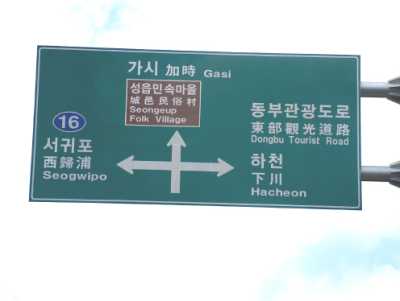 가시 加時 Gasi
성읍민속마을
城邑民俗村
Seongeup
Folk Village
16
서귀포
西歸浦
Seogwipo
동부관광도로
東部觀光道路
Dongbu Tourist Road
하천
下川
Hacheon